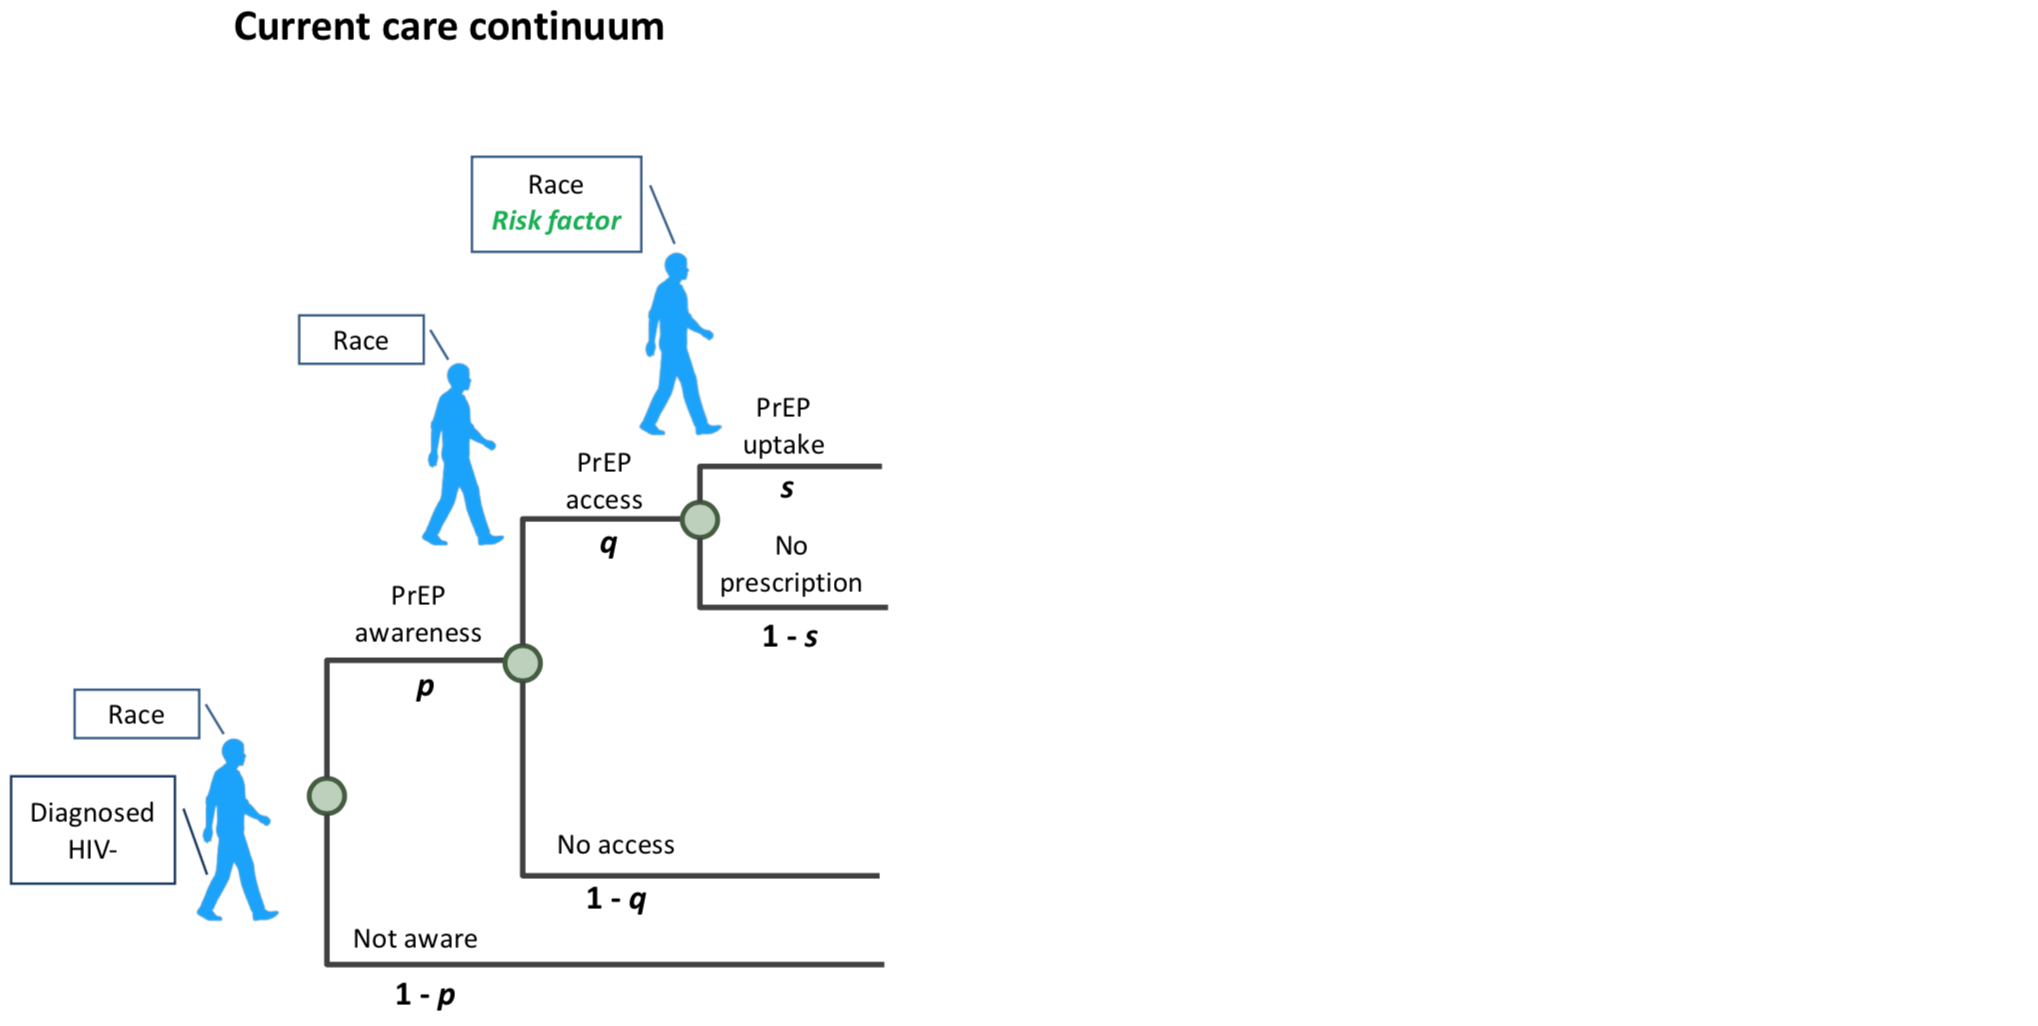 Current care continuum
Race
Risk factor
Race
PrEP
uptake
s
PrEP
access
q
No
prescription
1 - s
PrEP
awareness
p
Race
Diagnosed
HIV-
No access
1 - q
Not aware
1 - p